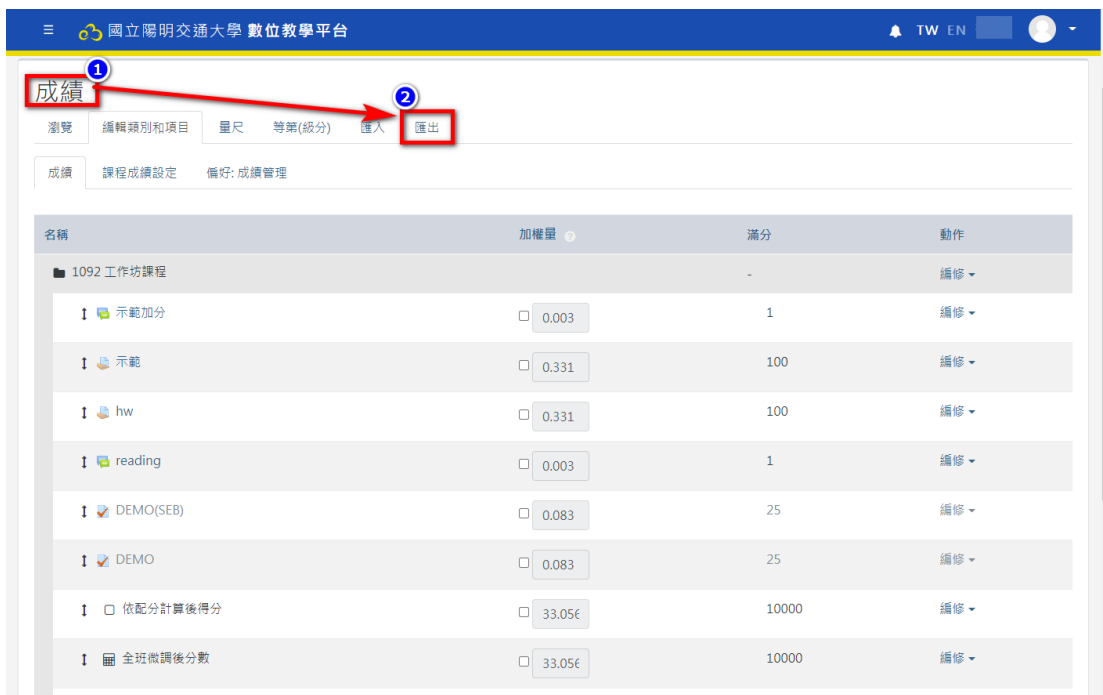 國立陽明交通大學 數位教學平台 TW EN
1
成績
2
瀏覽 編輯類別和項目 量尺 等第(級分) 匯入 匯出
成績 課程成績設定 偏好: 成績管理
名稱 加權量 ? 滿分 動作
1092 工作坊課程 - 編修
示範加分 0.003 1 編修
示範 0.331 100 編修
hw 0.331 100 編修
reading 0.003 1 編修
DEMO(SEB) 0.083 25 編修
DEMO 0.083 25 編修
依配分計算後得分 33.056 10000 編修
全班微調後分數 33.056 10000 編修